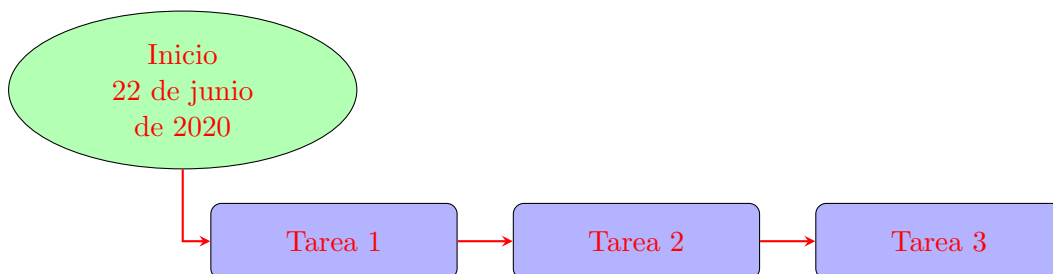 Inicio
22 de junio
de 2020
Tarea 1
Tarea 2
Tarea 3